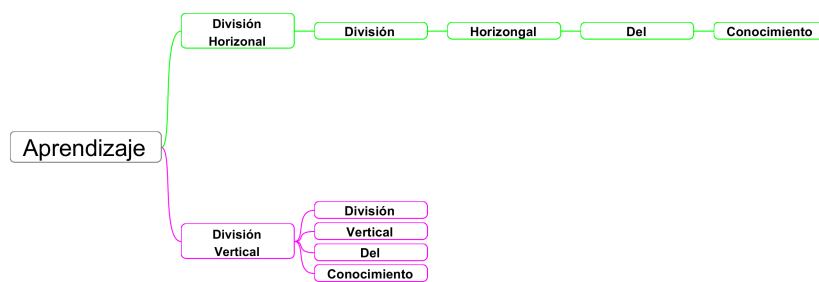 División
Horizonal
División
Horizongal
Del
Conocimiento
Aprendizaje
División
Vertical
División
Vertical
Del
Conocimiento